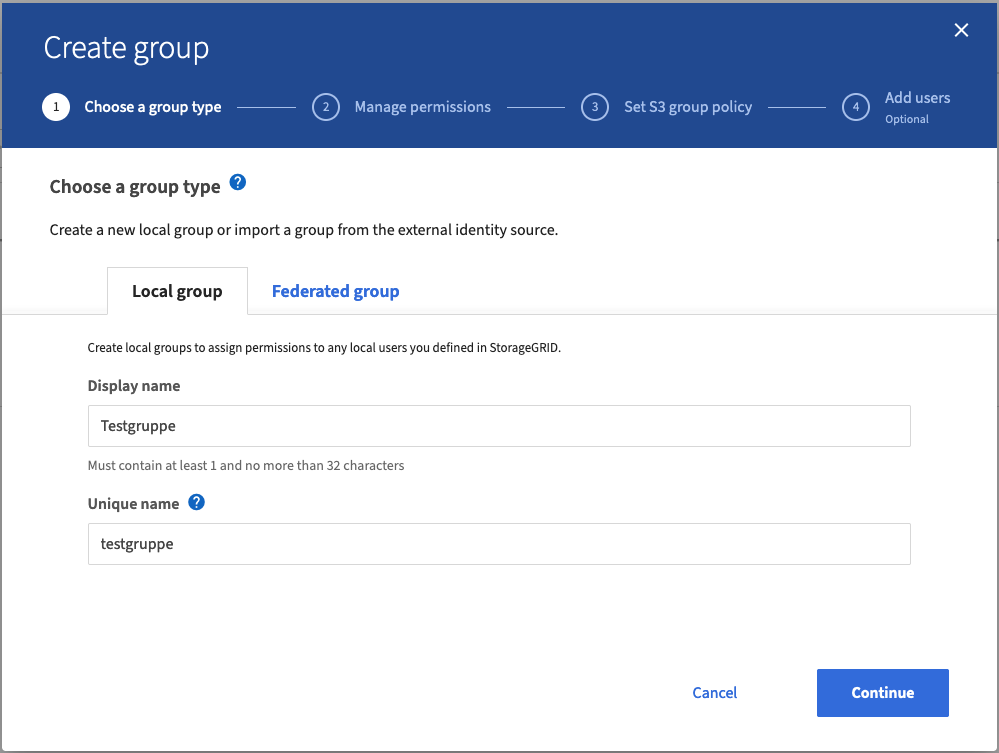 Create group
1 Choose a group type 2 Manage permissions 3 Set S3 group policy 4 Add users
Optional
Choose a group type ?
Create a new local group or import a group from the external identity source.
Local group Federated group
Create local groups to assign permissions to any local users you defined in StorageGRID.
Display name
Testgruppe
Must contain at least 1 and no more than 32 characters
Unique name ?
testgruppe
Cancel Continue